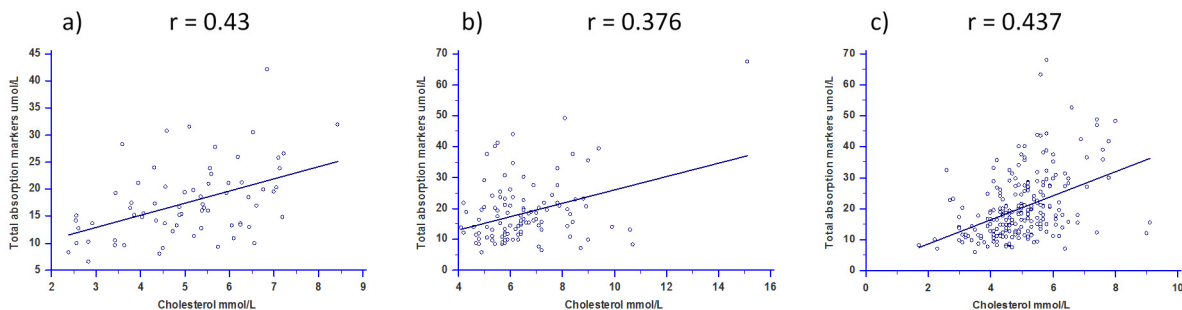 a) r = 0.43
45
40
35
30
25
20
15
10
5
Total absorption markers umol/L
2 3 4 5 6 7 8 9
Cholesterol mmol/L
b) r = 0.376
70
60
50
40
30
20
10
0
Total absorption markers umol/L
4 6 8 10 12 14 16
Cholesterol mmol/L
c) r = 0.437
70
60
50
40
30
20
10
0
Total absorption markers umol/L
0 2 4 6 8 10
Cholesterol mmol/L